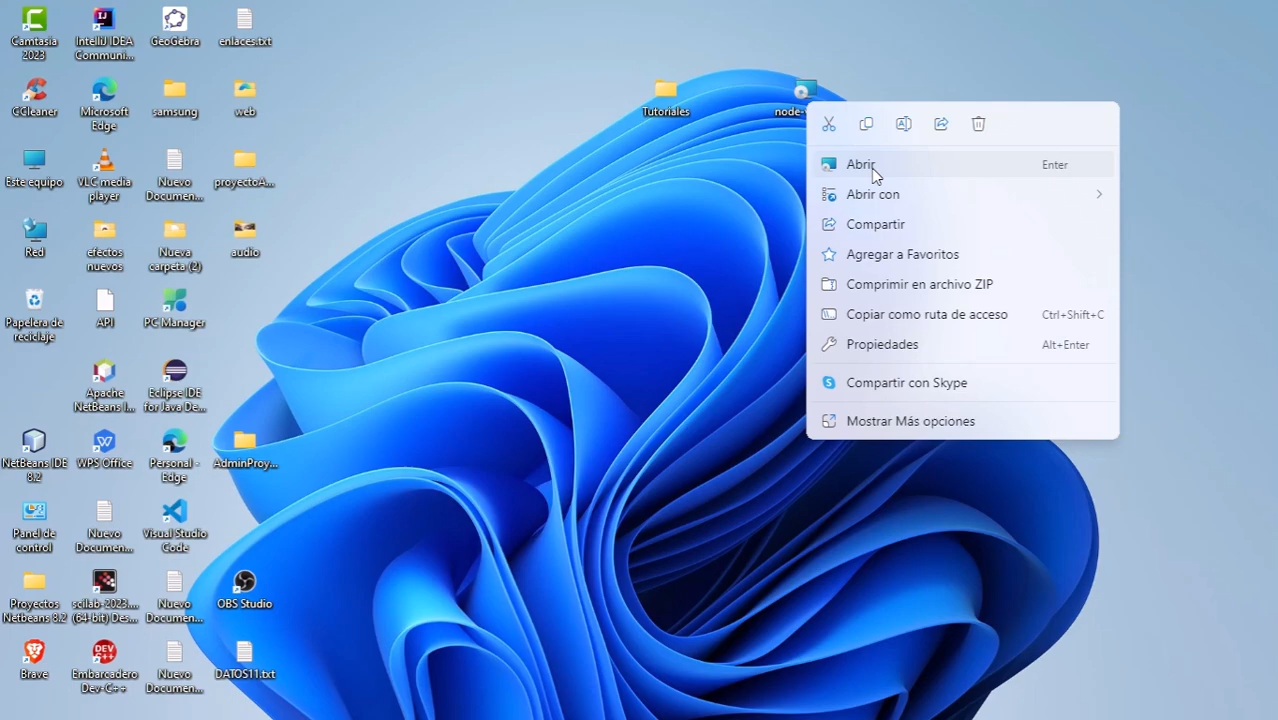 Camtasia
2023
IntelliJ IDEA
Communi...
GeoGebra
enlaces.txt
CCleaner
Microsoft
Edge
samsung
web
Tutoriales
Este equipo
VLC media
player
Nuevo
Documen...
proyectoA...
Red
efectos
nuevos
Nueva
carpeta (2)
audio
Papelera de
reciclaje
API
PC Manager
Apache
NetBeans I...
Eclipse IDE
for Java De...
NetBeans IDE
8.2
WPS Office
Personal -
Edge
AdminProy...
Panel de
control
Nuevo
Documen...
Visual Studio
Code
Proyectos
Netbeans 8.2
scilab-2023....
(64-bit) Des...
Nuevo
Documen...
OBS Studio
Brave
Embarcadero
Dev-C++
Nuevo
Documen...
DATOS11.txt
Abrir Enter
Abrir con
Compartir
Agregar a Favoritos
Comprimir en archivo ZIP
Copiar como ruta de acceso Ctrl+Shift+C
Propiedades Alt+Enter
Compartir con Skype
Mostrar Más opciones